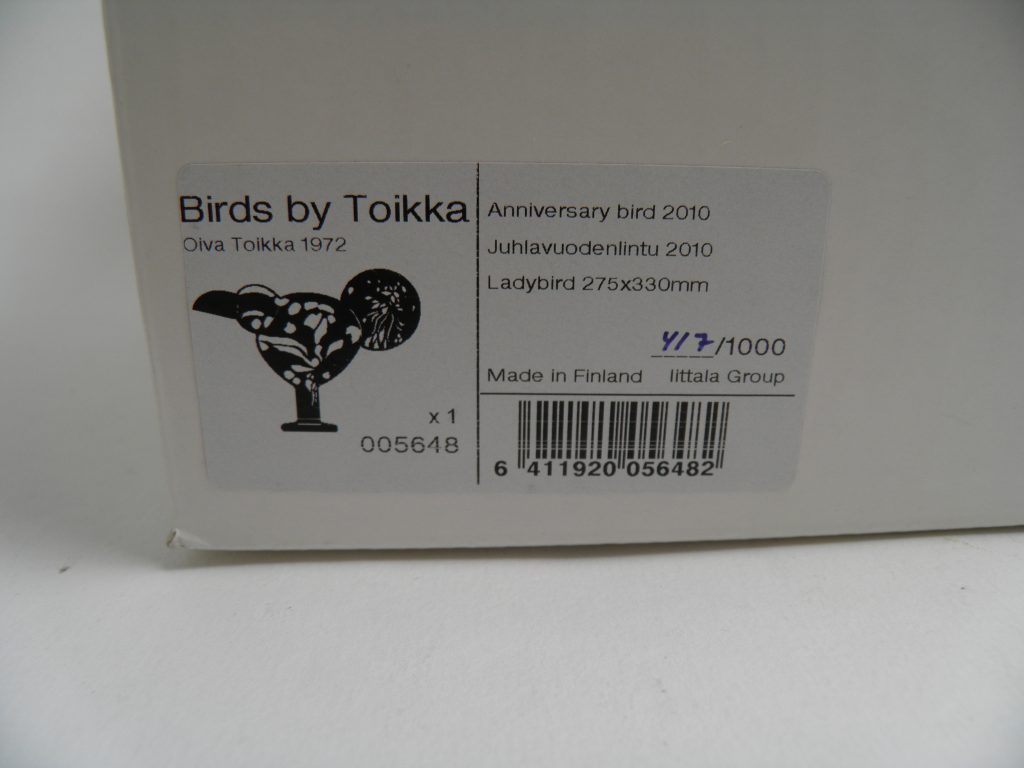 Birds by Toikka
Oiva Toikka 1972
x 1
005648
Anniversary bird 2010
Juhlavuodenlintu 2010
Ladybird 275x330mm
417/1000
Made in Finland Iittala Group
6 411920 056482